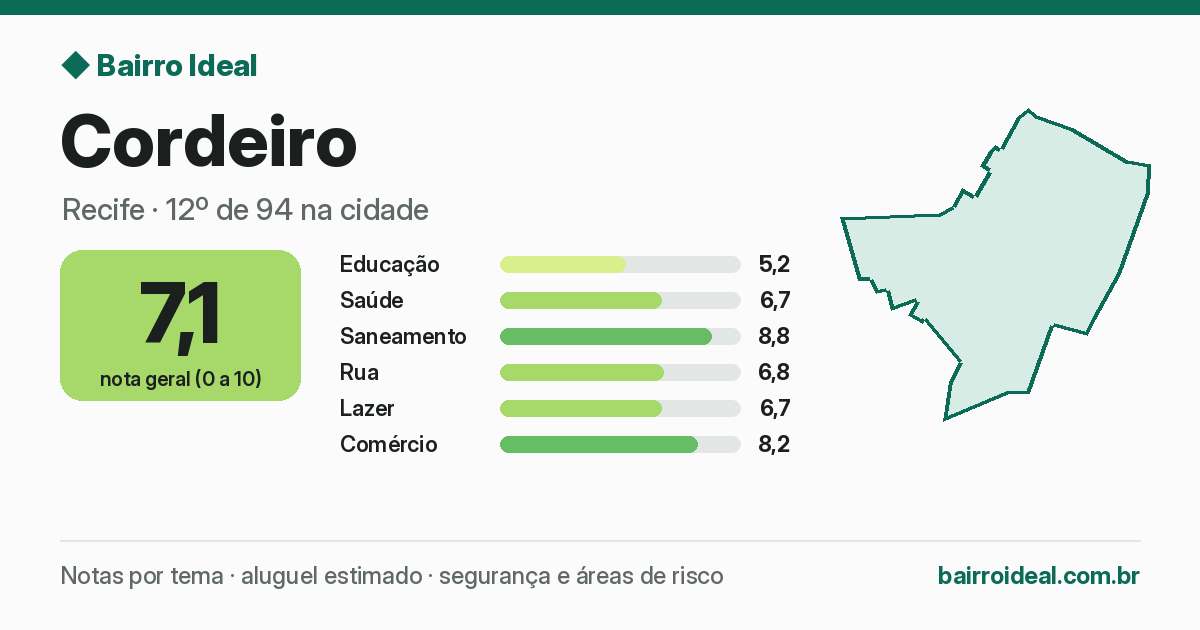 Bairro Ideal
Cordeiro
Recife · 12º de 94 na cidade
7,1
nota geral (0 a 10)
Educação 5,2
Saúde 6,7
Saneamento 8,8
Rua 6,8
Lazer 6,7
Comércio 8,2
Notas por tema · aluguel estimado · segurança e áreas de risco
bairroideal.com.br